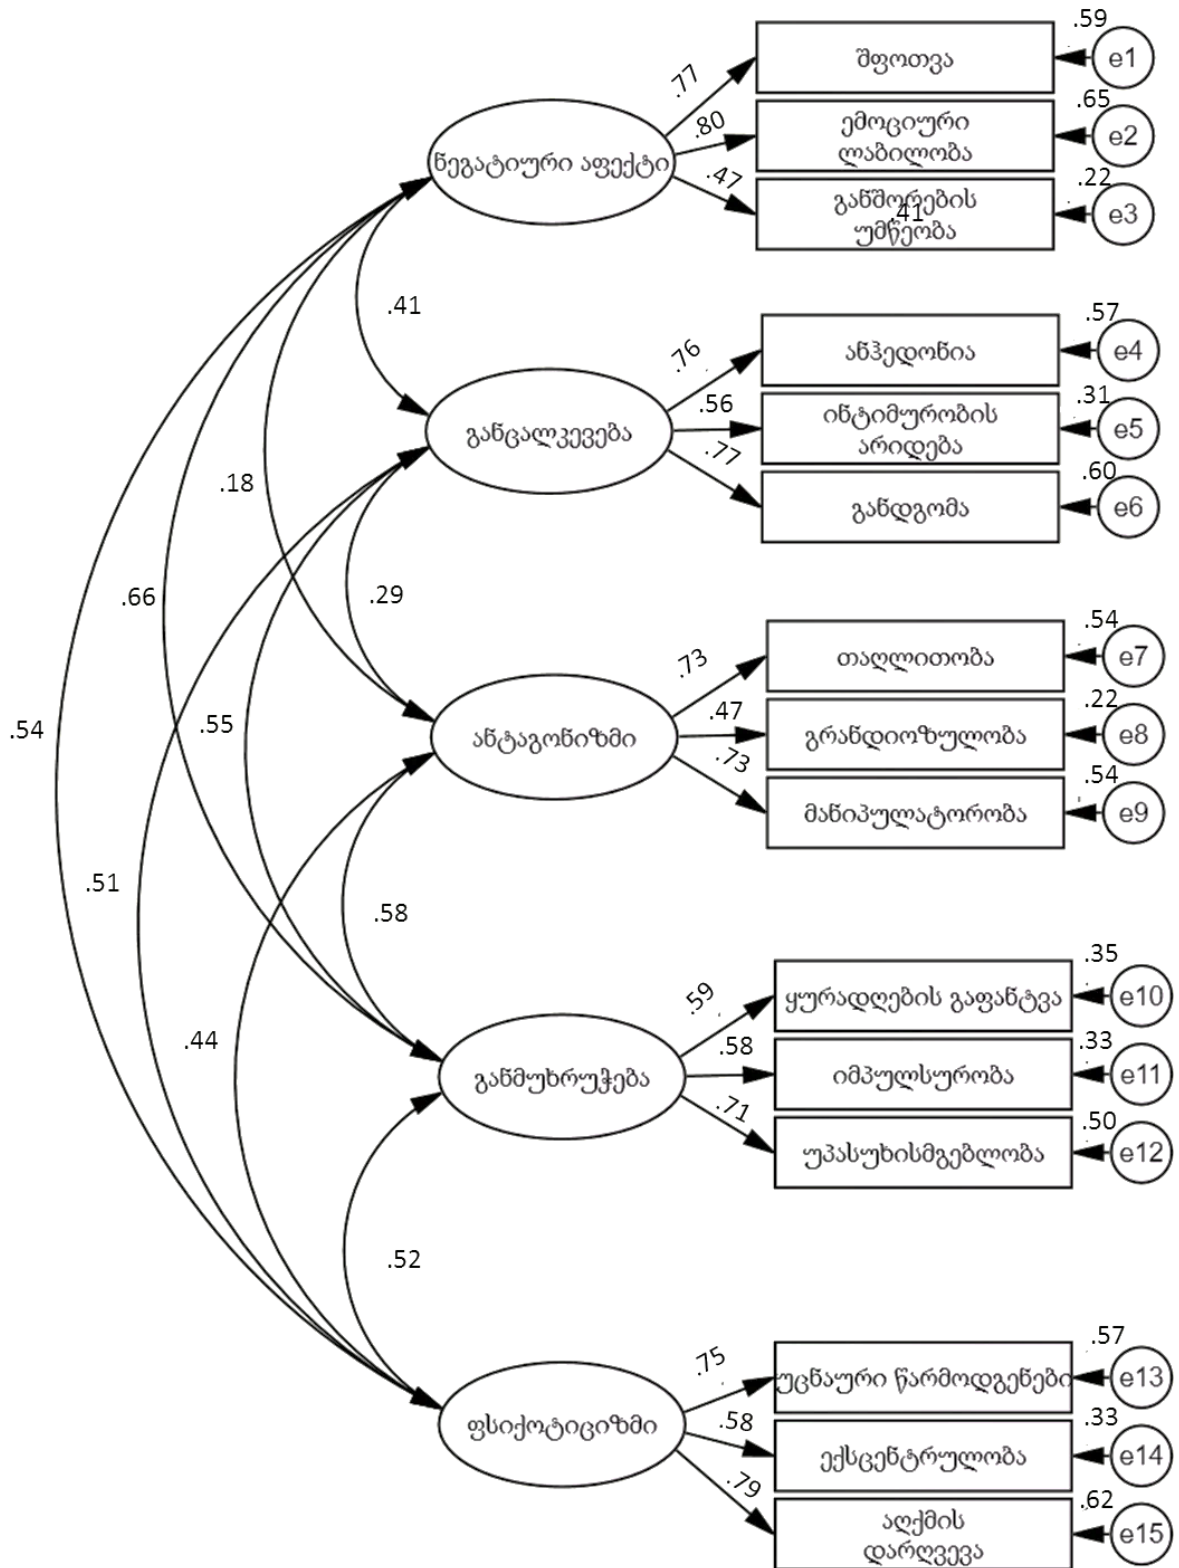 .59
შფოთვა
e1
.77
.65
ემოციური
ლაბილობა
e2
.80
ნეგატიური აფექტი
.22
განშორების
.41
უმწეობა
e3
.47
.41
.57
ანჰედონია
e4
.76
.31
ინტიმურობის
არიდება
e5
.56
განცალკევება
.60
განდგომა
e6
.77
.18
.29
.66
.54
თაღლითობა
e7
.73
.22
გრანდიოზულობა
e8
.47
ანტაგონიზმი
.54
მანიპულატორობა
e9
.73
.54
.55
.51
.58
.35
ყურადღების გაფანტვა
e10
.59
.33
იმპულსურობა
e11
.58
განმუხრუჭება
.50
უპასუხისმგებლობა
e12
.71
.44
.52
.57
უცნაური წარმოდგენები
e13
.75
.33
ექსცენტრულობა
e14
.58
ფსიქოტიციზმი
.62
აღქმის
დარღვევა
e15
.79